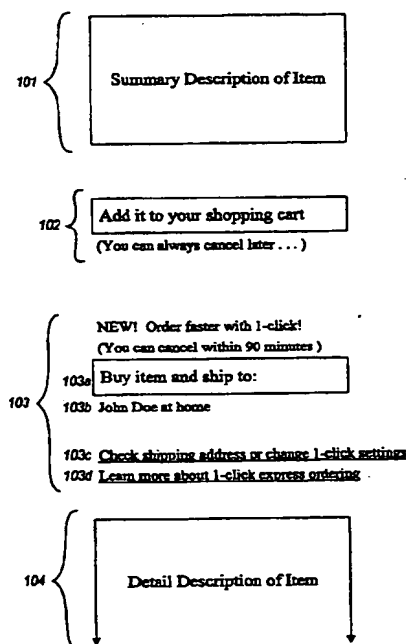 101
Summary Description of Item
102
Add it to your shopping cart
(You can always cancel later . . . )
NEW! Order faster with 1-click!
(You can cancel within 90 minutes )
103
103a Buy item and ship to:
103b John Doe at home
103c Check shipping address or change 1-click settings
103d Learn more about 1-click express ordering
104
Detail Description of Item